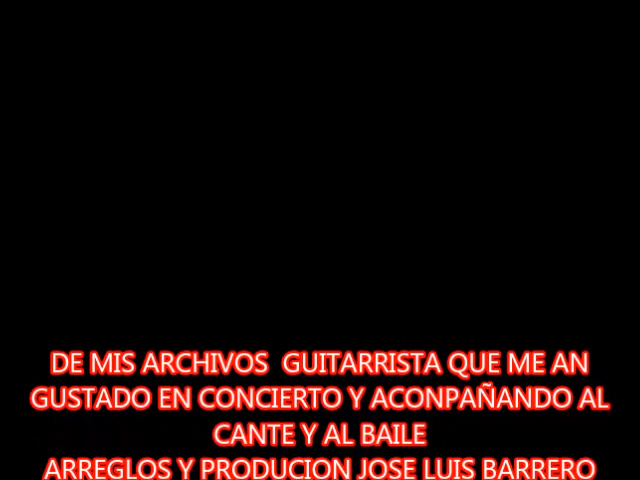 DE MIS ARCHIVOS  GUITARRISTA QUE ME AN
GUSTADO EN CONCIERTO Y ACONPAÑANDO AL
CANTE Y AL BAILE
ARREGLOS Y PRODUCION JOSE LUIS BARRERO